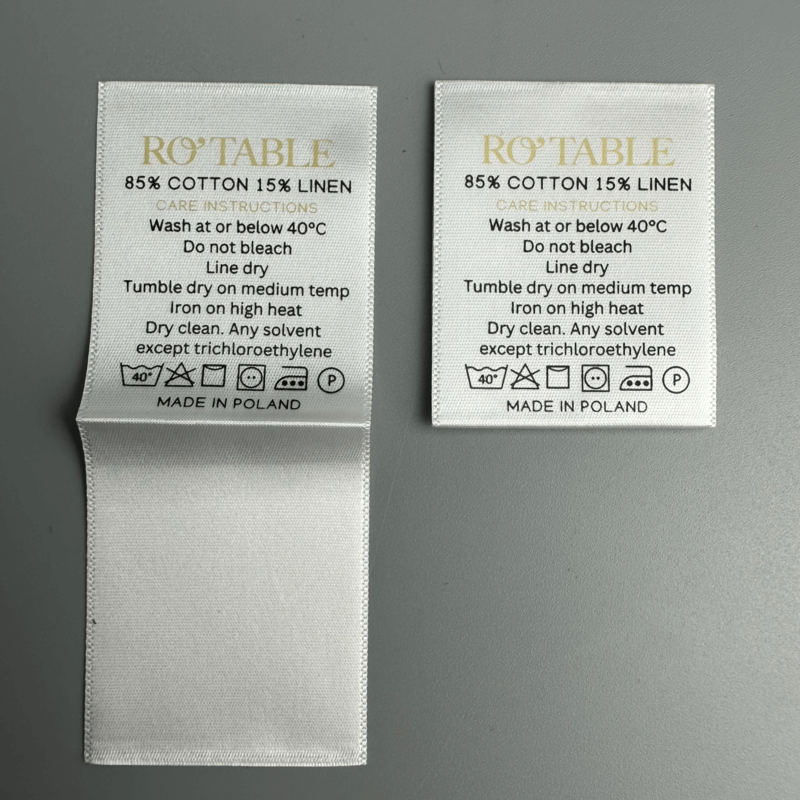 RO'TABLE
85% COTTON 15% LINEN
CARE INSTRUCTIONS
Wash at or below 40°C
Do not bleach
Line dry
Tumble dry on medium temp
Iron on high heat
Dry clean. Any solvent
except trichloroethylene
40° P
MADE IN POLAND
RO'TABLE
85% COTTON 15% LINEN
CARE INSTRUCTIONS
Wash at or below 40°C
Do not bleach
Line dry
Tumble dry on medium temp
Iron on high heat
Dry clean. Any solvent
except trichloroethylene
40° P
MADE IN POLAND